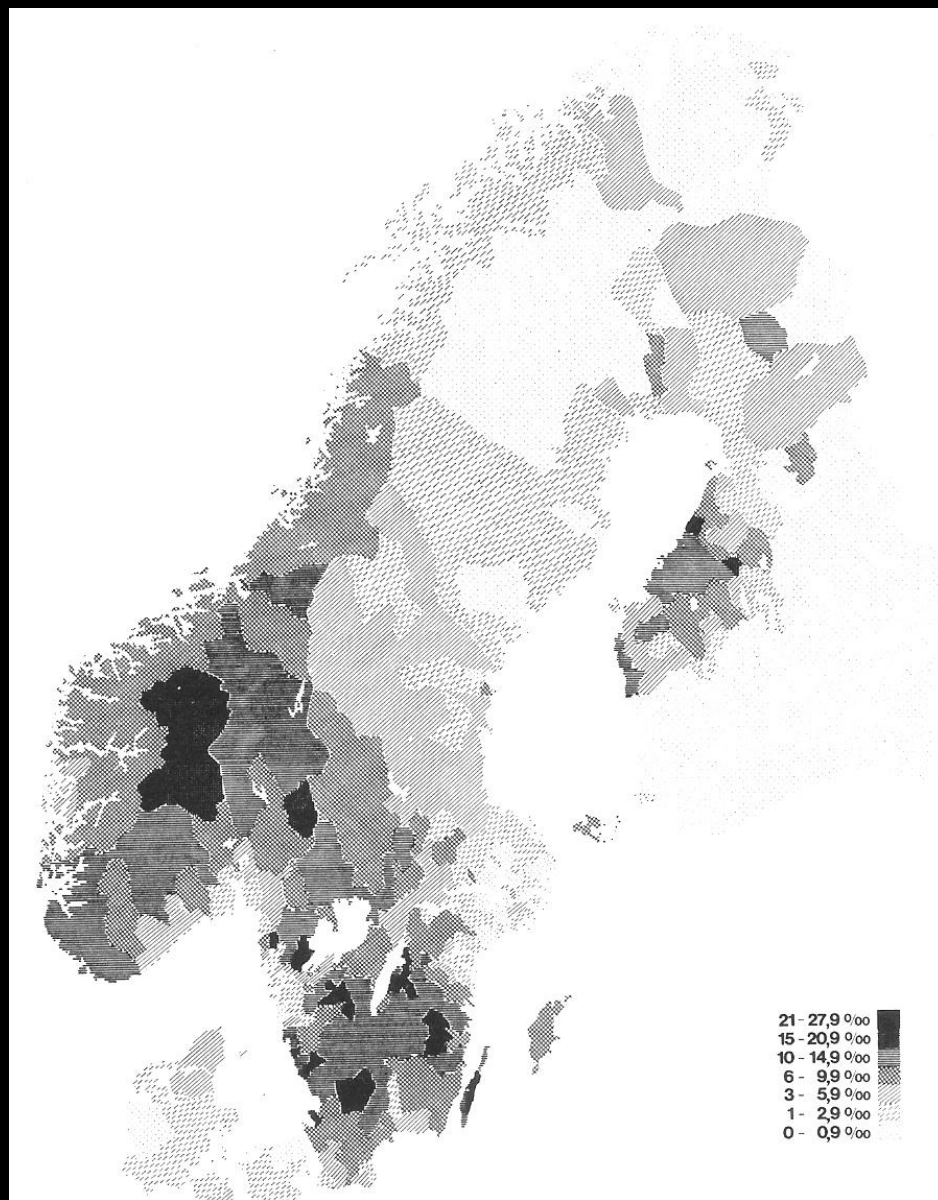 21 - 27,9 ‰
15 - 20,9 ‰
10 - 14,9 ‰
6 - 9,9 ‰
3 - 5,9 ‰
1 - 2,9 ‰
0 - 0,9 ‰